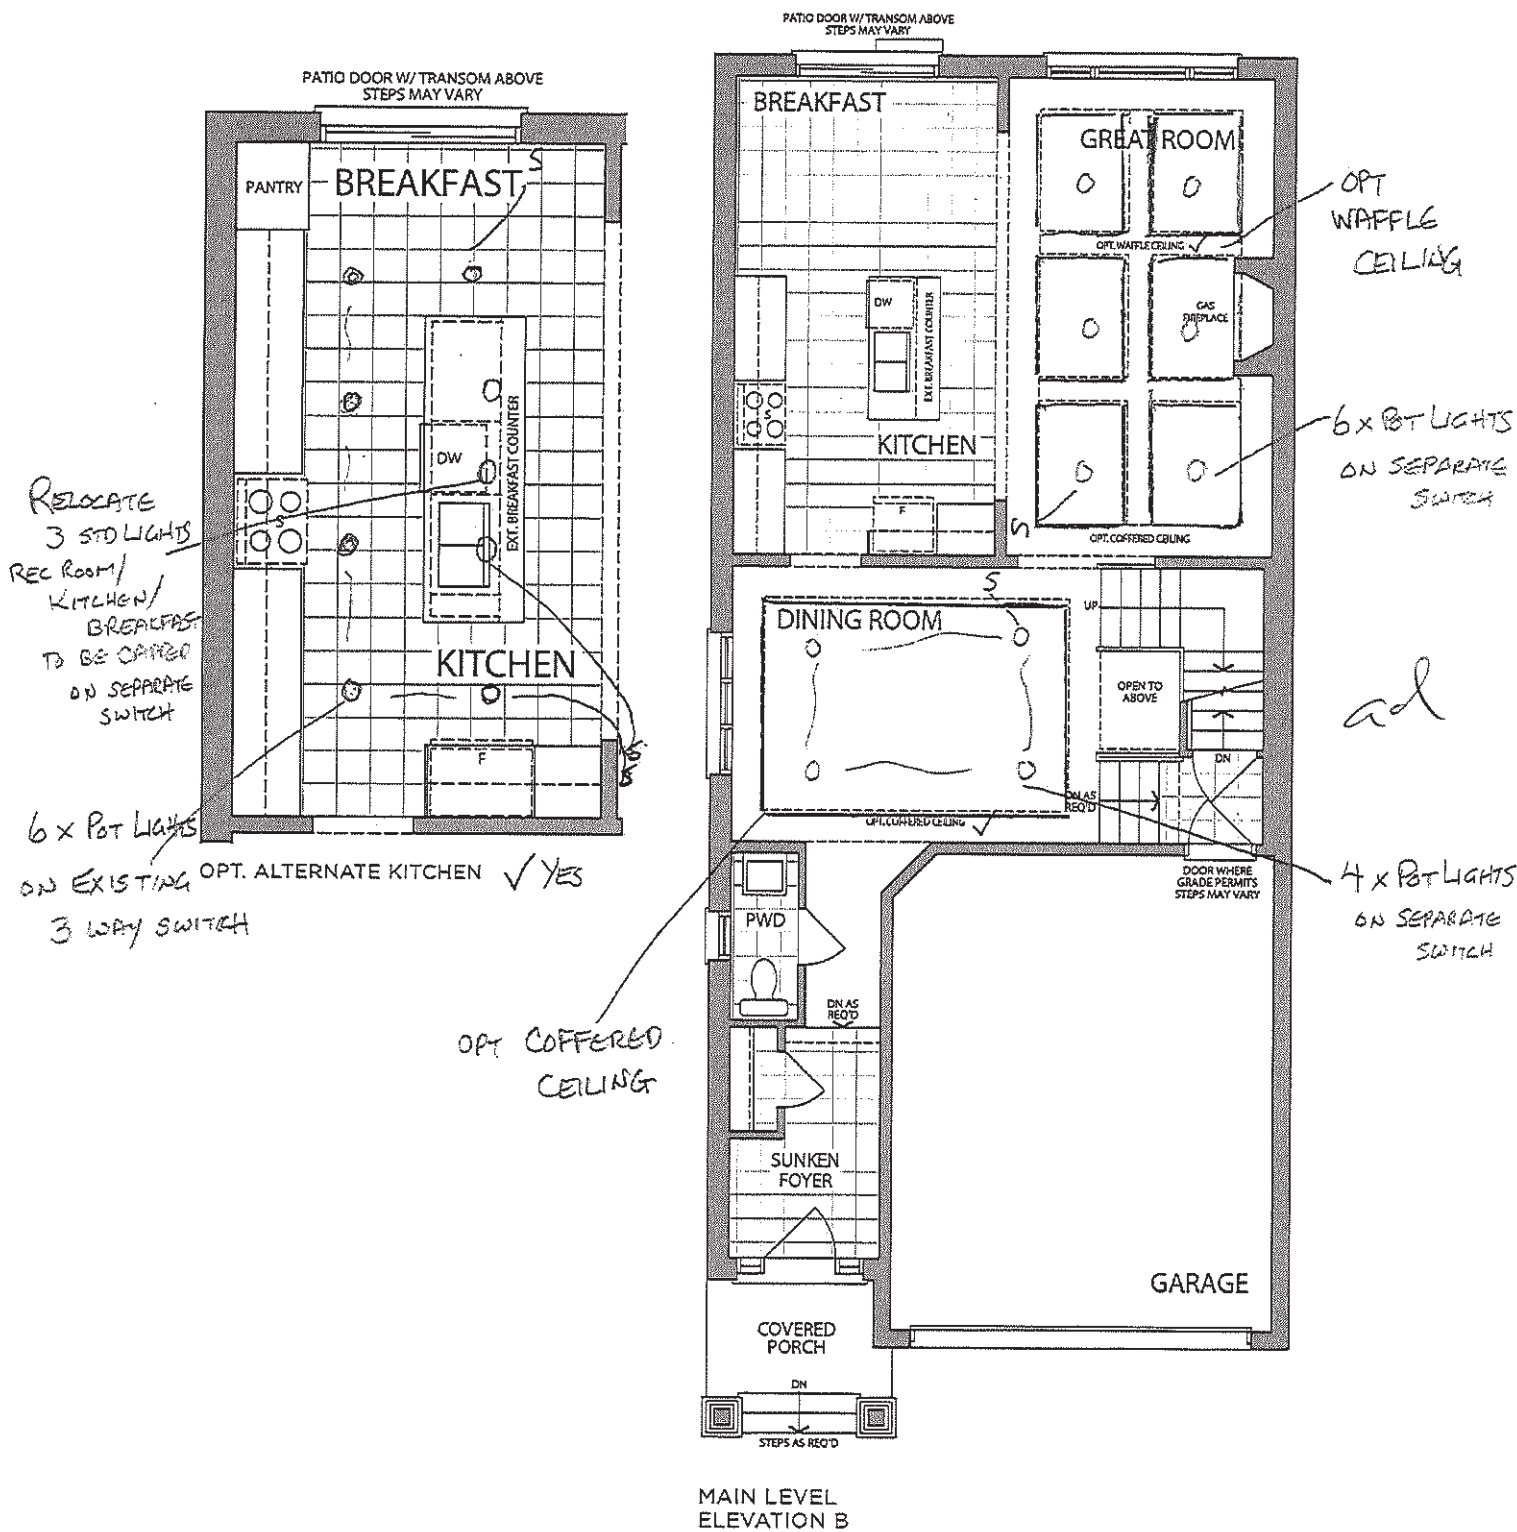 PATIO DOOR W/ TRANSOM ABOVE
STEPS MAY VARY
PANTRY
BREAKFAST
S
DW
EXT. BREAKFAST COUNTER
S
KITCHEN
F
S
S
OPT. ALTERNATE KITCHEN ✓ YES
RELOCATE
3 STD LIGHTS
REC ROOM/
KITCHEN/
BREAKFAST
TO BE CAPPED
ON SEPARATE
SWITCH
6 x POT LIGHTS
ON EXISTING
3 WAY SWITCH
PATIO DOOR W/ TRANSOM ABOVE
STEPS MAY VARY
BREAKFAST
GREAT ROOM
OPT. WAFFLE CEILING ✓
OPT
WAFFLE
CEILING
GAS
FIREPLACE
DW
EXT. BREAKFAST COUNTER
S
KITCHEN
F
6 x POT LIGHTS
ON SEPARATE
SWITCH
S
OPT. COFFERED CEILING
S
DINING ROOM
UP
OPEN TO
ABOVE
DN
DN AS
REQ'D
OPT. COFFERED CEILING ✓
DOOR WHERE
GRADE PERMITS
STEPS MAY VARY
4 x POT LIGHTS
ON SEPARATE
SWITCH
PWD
DN AS
REQ'D
OPT COFFERED
CEILING
SUNKEN
FOYER
GARAGE
COVERED
PORCH
DN
STEPS AS REQ'D
MAIN LEVEL
ELEVATION B